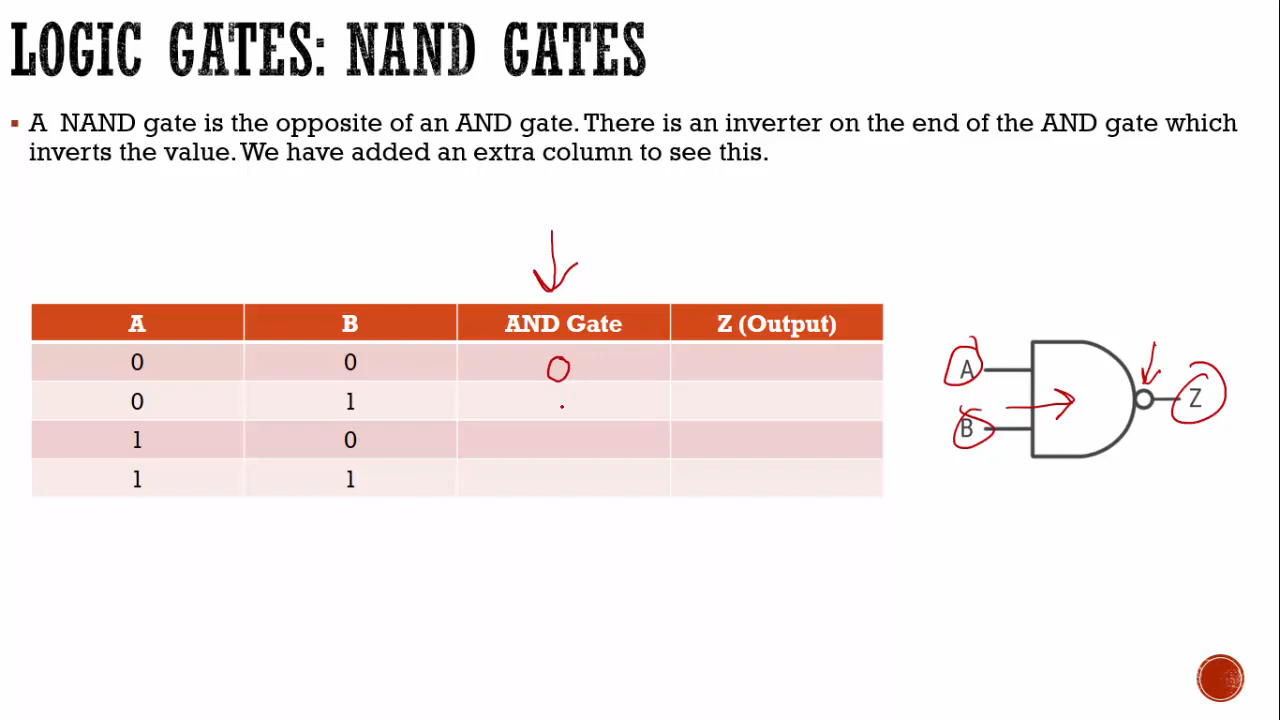 LOGIC GATES: NAND GATES
▪ A NAND gate is the opposite of an AND gate. There is an inverter on the end of the AND gate which
inverts the value. We have added an extra column to see this.
A B AND Gate Z (Output)
0 0 0
0 1
1 0
1 1
A
B
Z